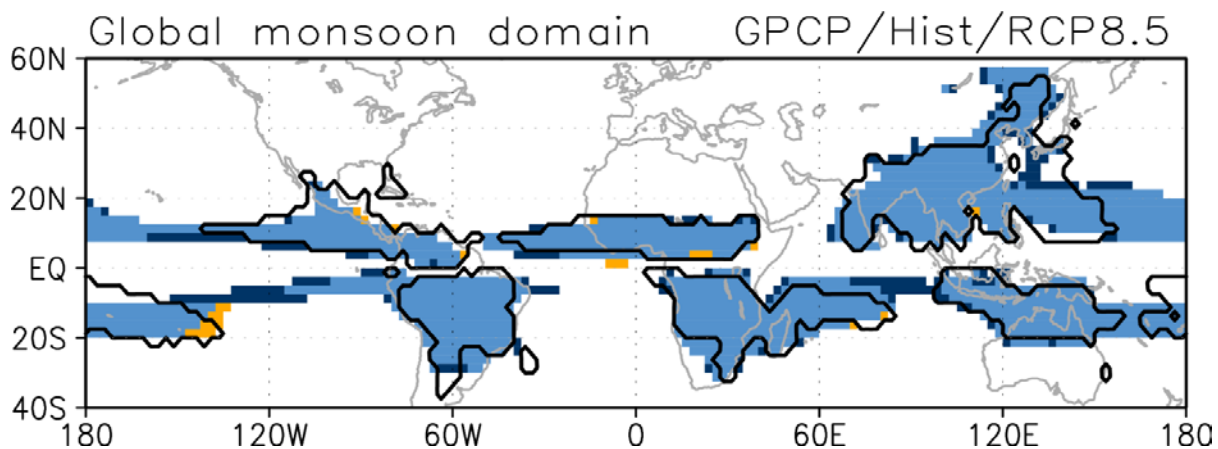 Global monsoon domain GPCP/Hist/RCP8.5
60N
40N
20N
EQ
20S
40S
180 120W 60W 0 60E 120E 180